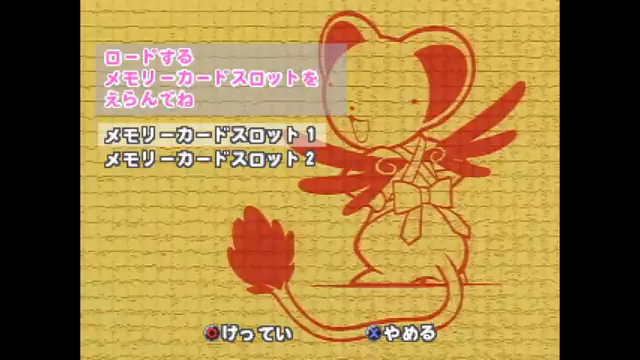 ロードする
メモリーカードスロットを
えらんでね
メモリーカードスロット1
メモリーカードスロット2
けってい
やめる